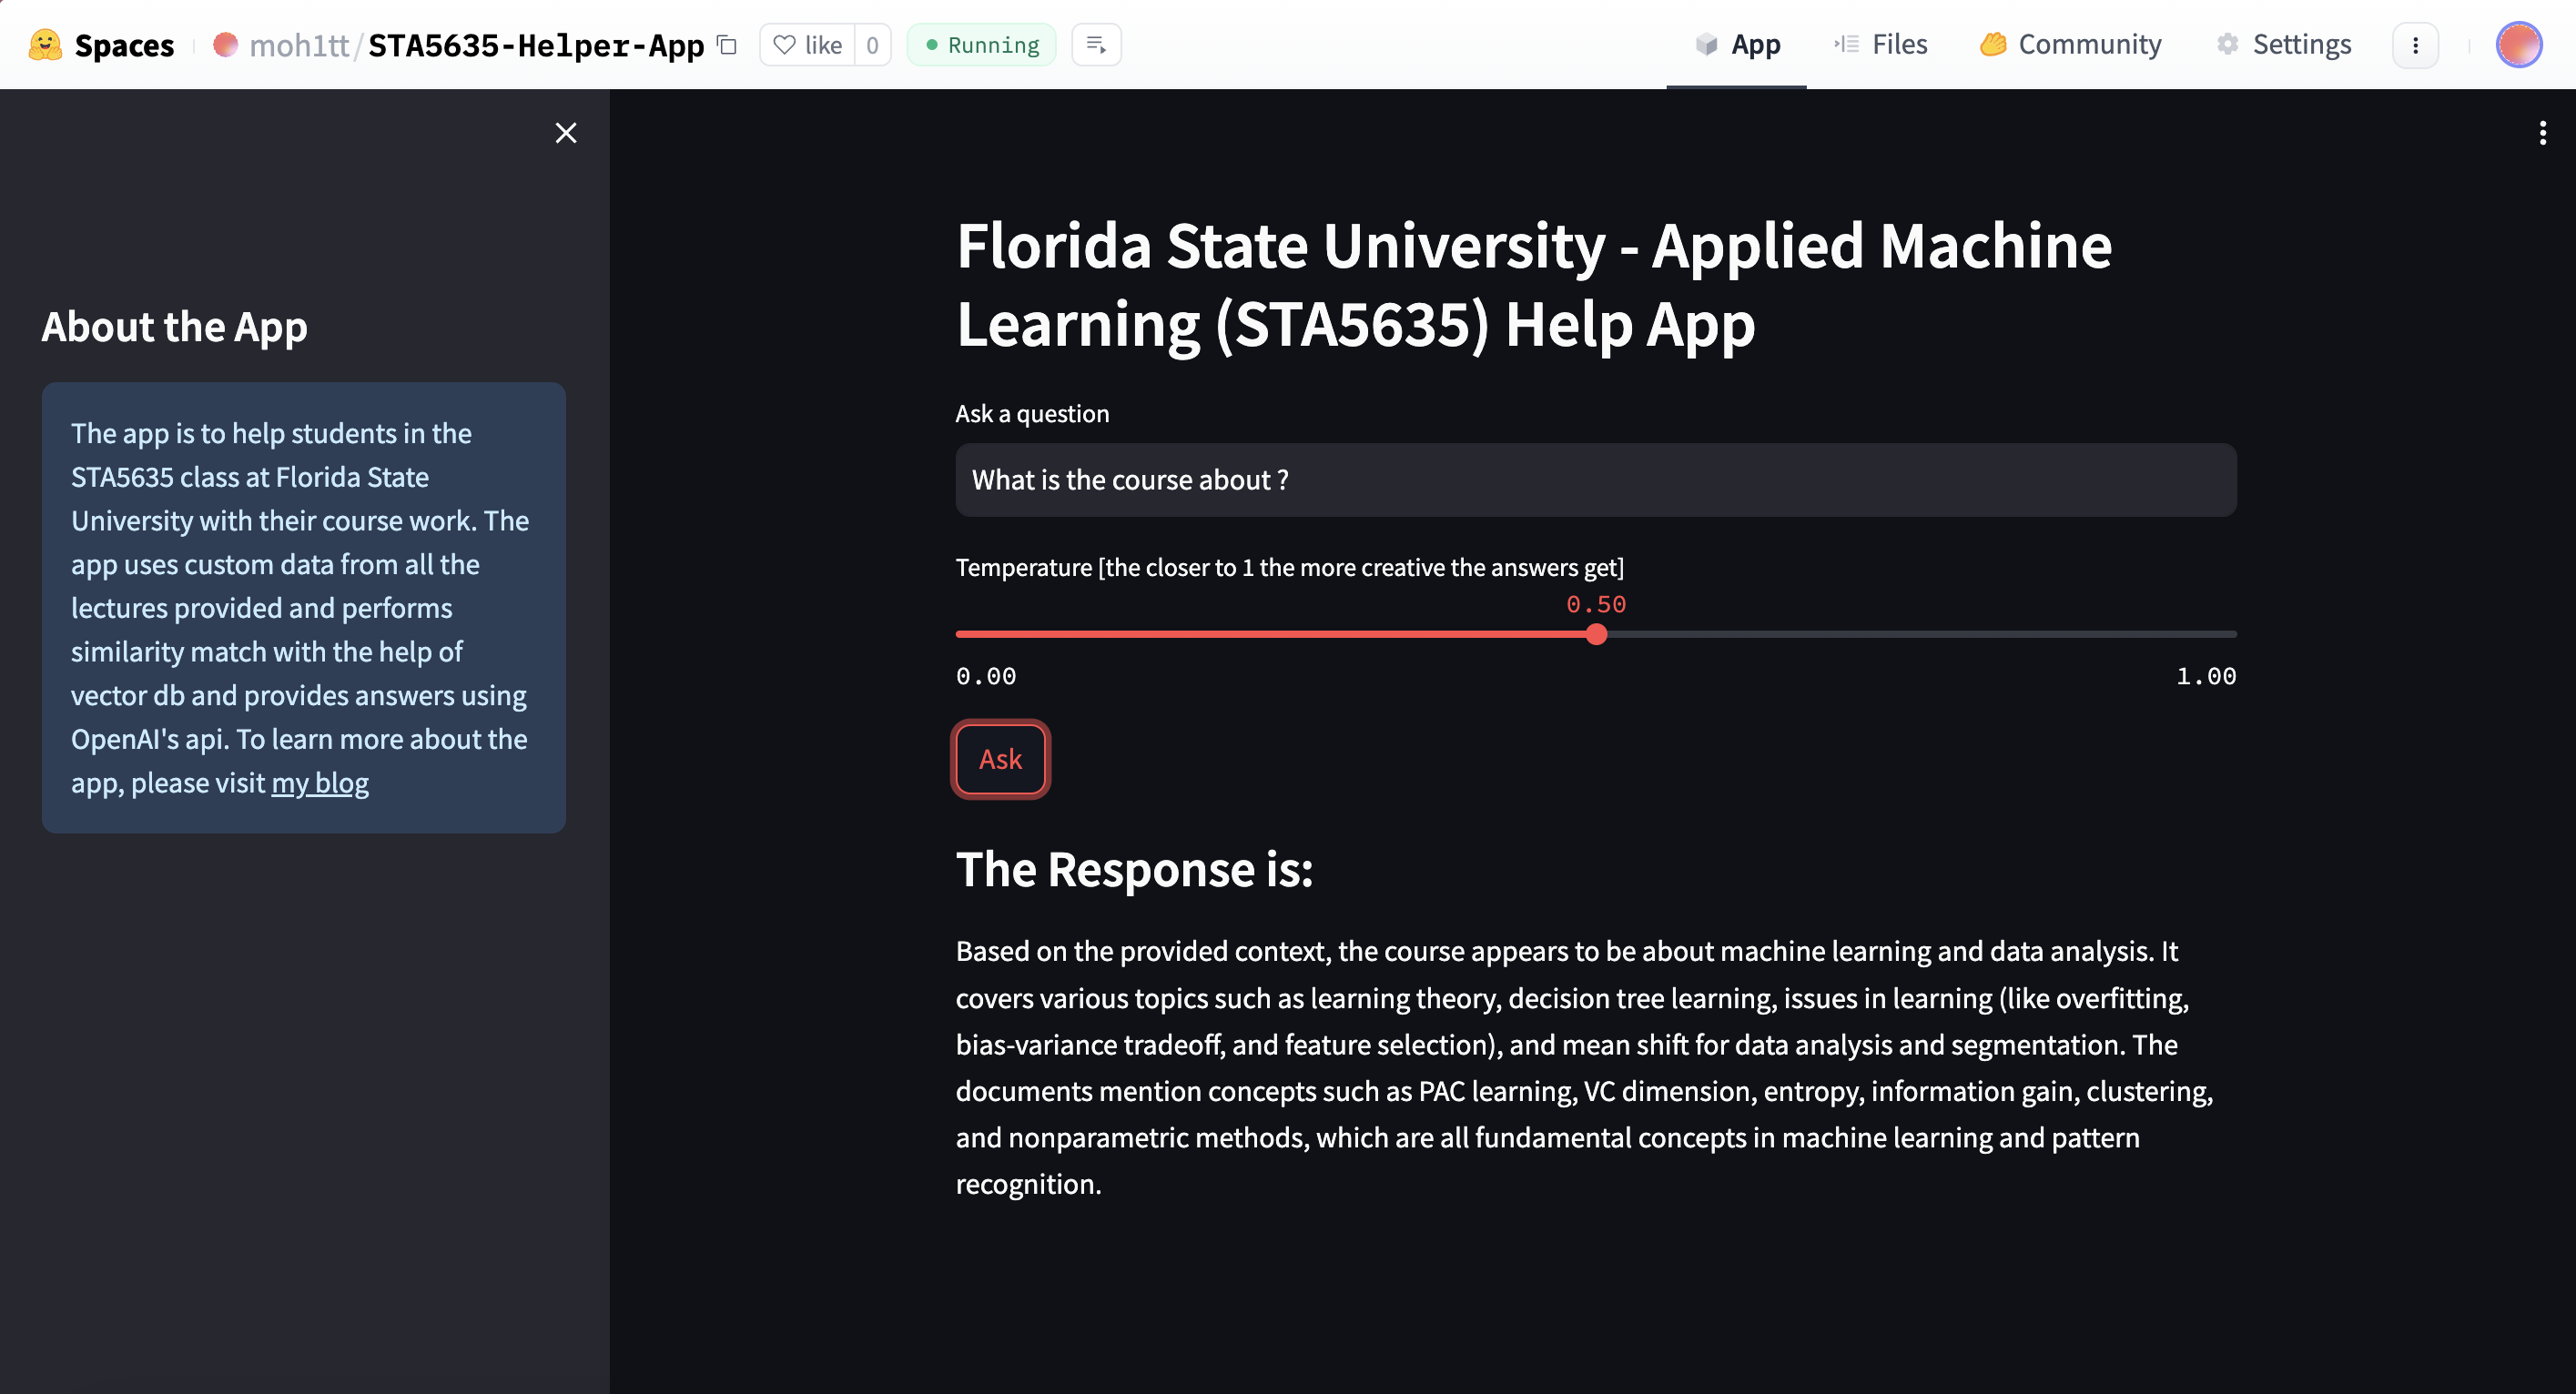 Spaces moh1tt/STA5635-Helper-App like 0 Running App Files Community Settings
About the App
The app is to help students in the
STA5635 class at Florida State
University with their course work. The
app uses custom data from all the
lectures provided and performs
similarity match with the help of
vector db and provides answers using
OpenAI's api. To learn more about the
app, please visit my blog
Florida State University - Applied Machine
Learning (STA5635) Help App
Ask a question
What is the course about ?
Temperature [the closer to 1 the more creative the answers get]
0.50
0.00 1.00
Ask
The Response is:
Based on the provided context, the course appears to be about machine learning and data analysis. It
covers various topics such as learning theory, decision tree learning, issues in learning (like overfitting,
bias-variance tradeoff, and feature selection), and mean shift for data analysis and segmentation. The
documents mention concepts such as PAC learning, VC dimension, entropy, information gain, clustering,
and nonparametric methods, which are all fundamental concepts in machine learning and pattern
recognition.